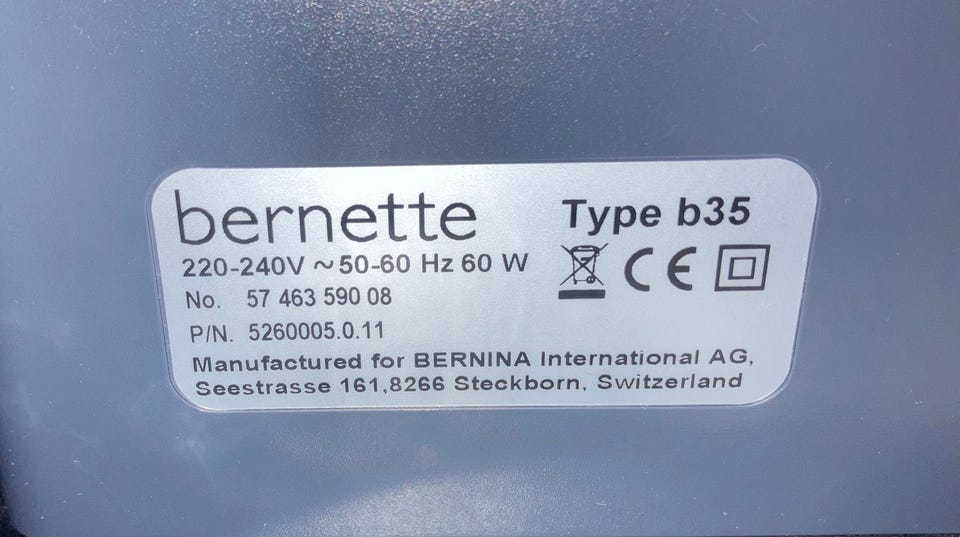 bernette
Type b35
220-240V ~ 50-60 Hz 60 W
CE
No. 57 463 590 08
P/N. 5260005.0.11
Manufactured for BERNINA International AG,
Seestrasse 161,8266 Steckborn, Switzerland